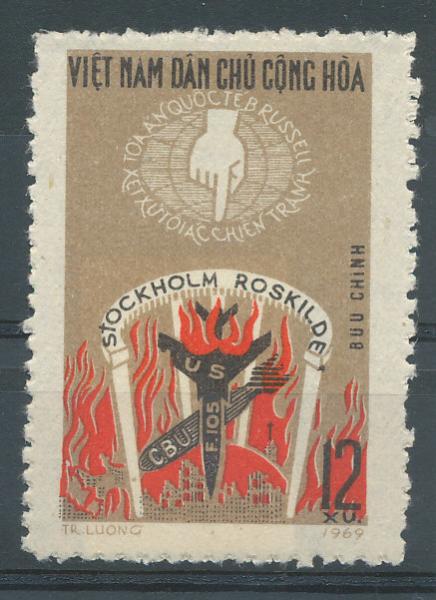 VIỆT NAM DÂN CHỦ CỘNG HÒA
TOÀ ÁN QUỐC TẾ B.RUSSELL
XÉT XỬ TỘI ÁC CHIẾN TRANH
BƯU CHÍNH
STOCKHOLM ROSKILDE
US
F.105
CBU
12
XU.
TR.LUONG
1969